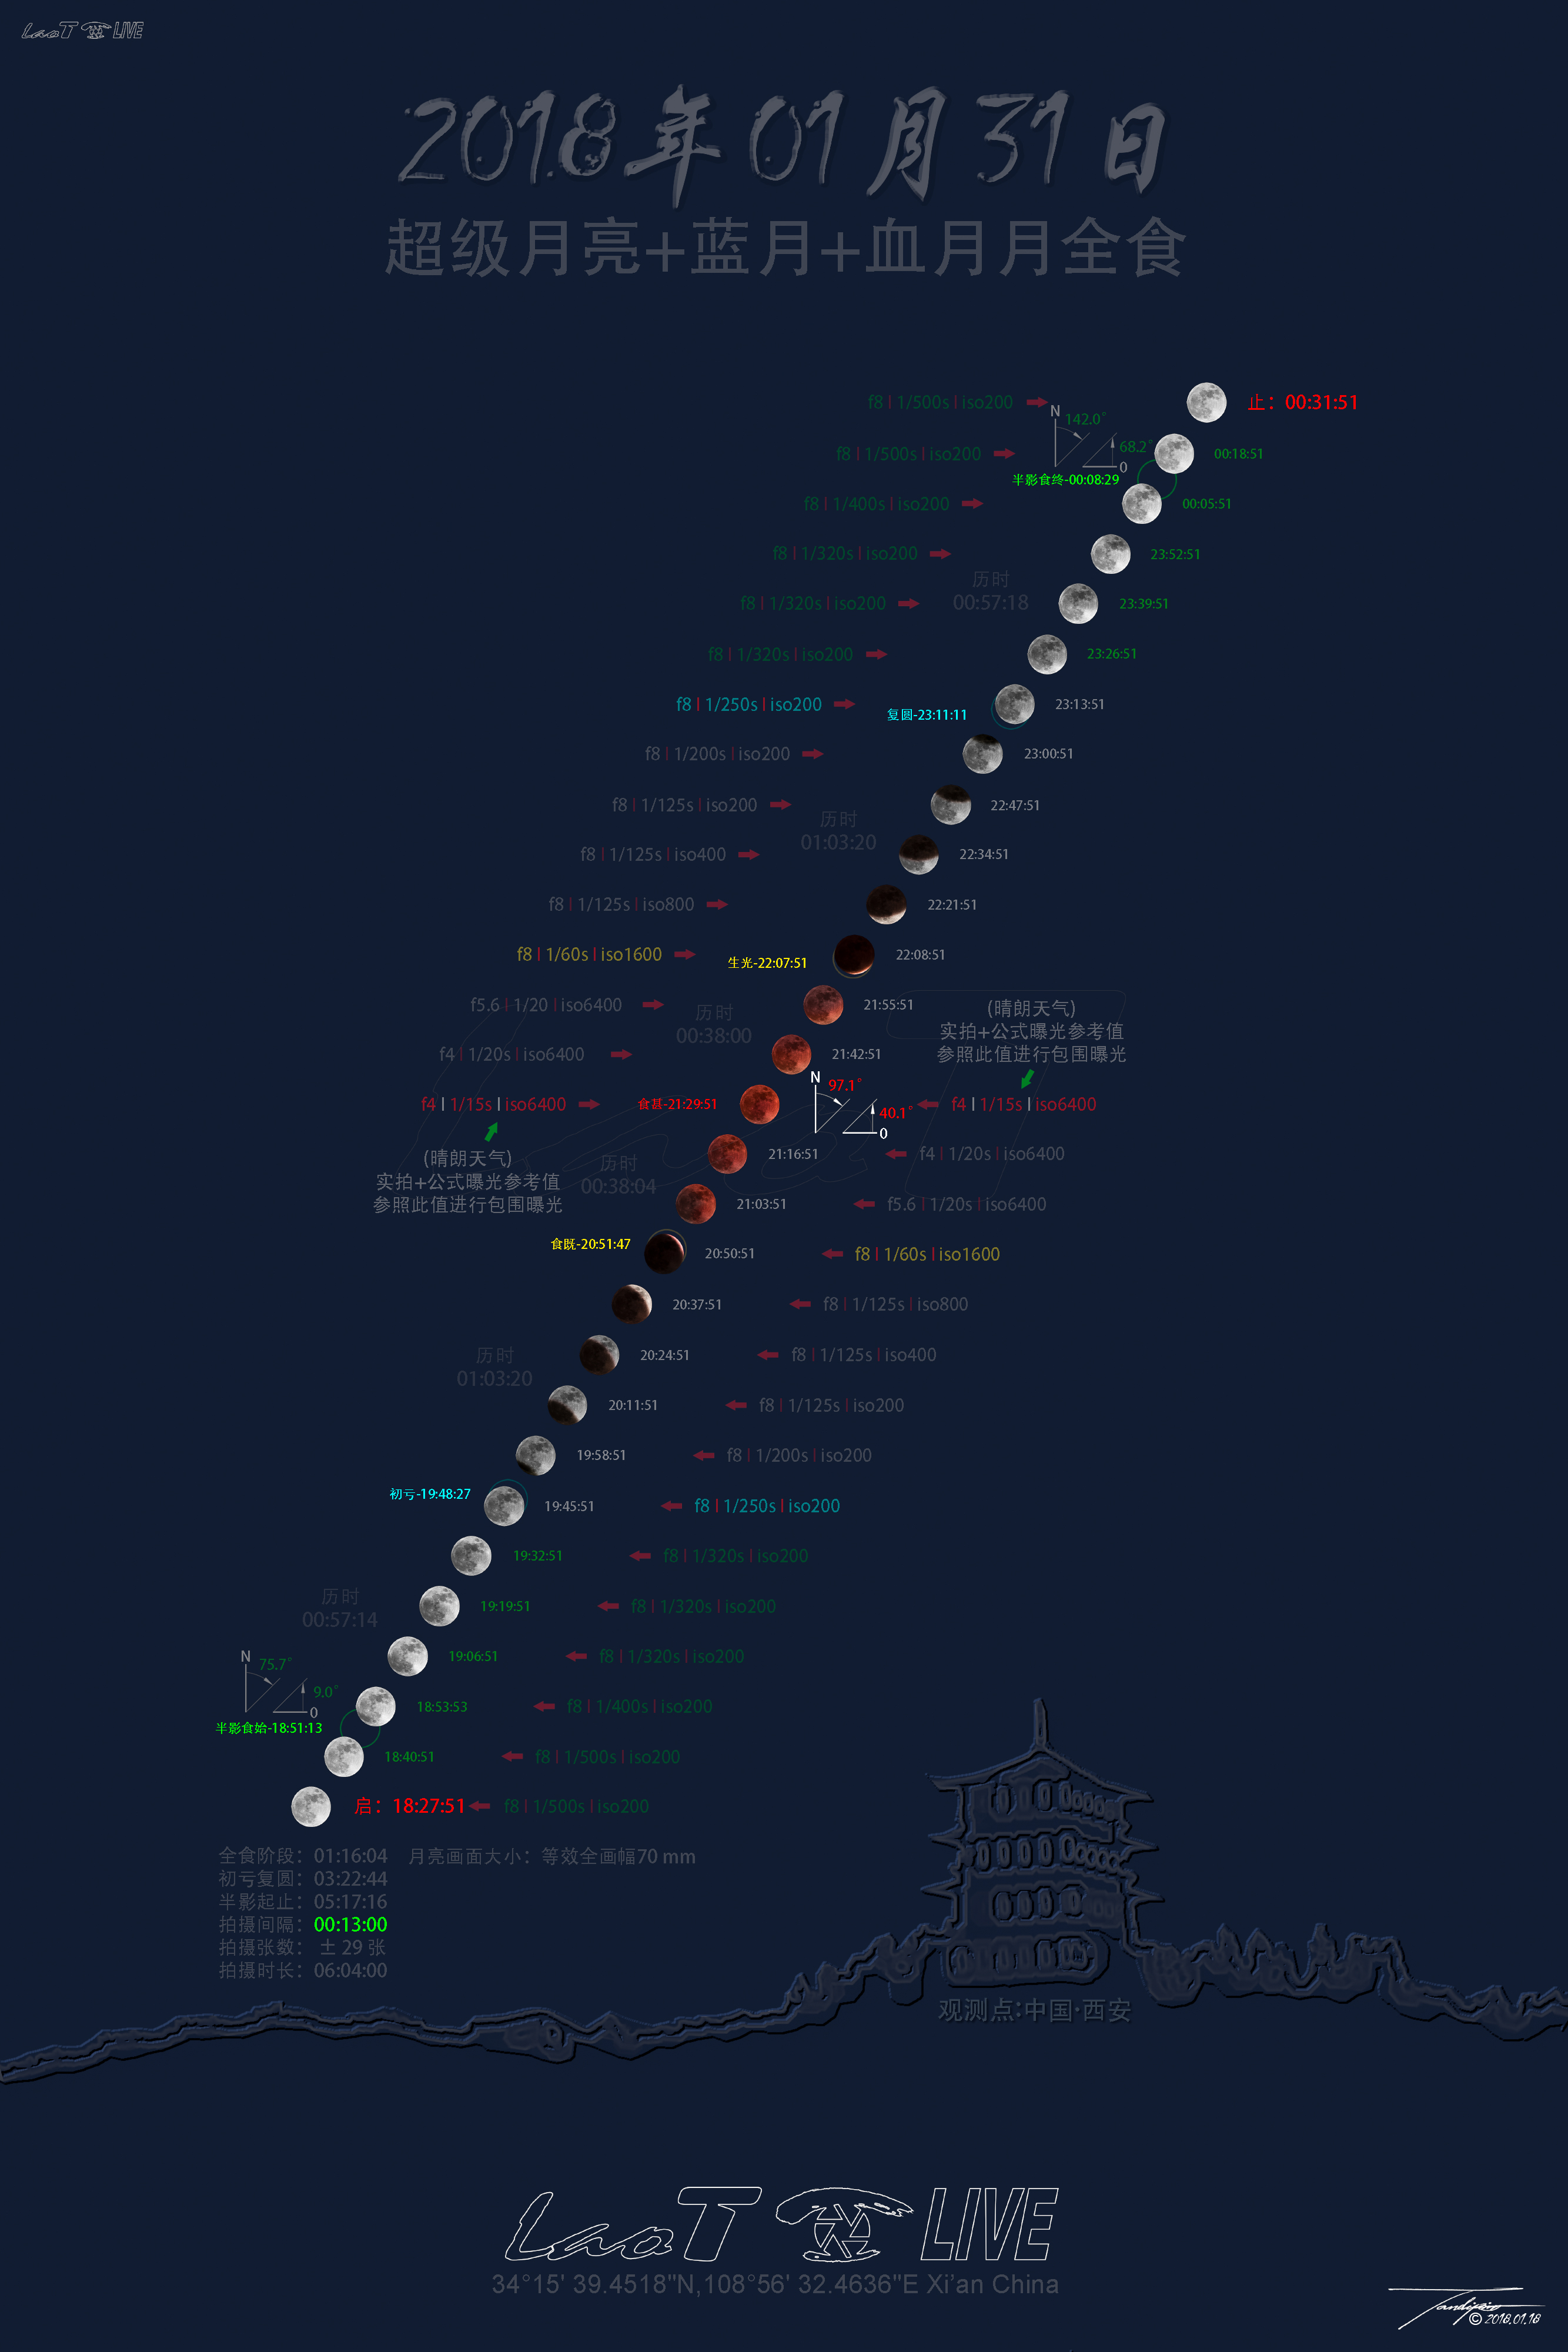 LaoT LIVE
2018年01月31日
超级月亮+蓝月+血月月全食
f8 | 1/500s | iso200
止：00:31:51
N
142.0°
68.2°
0
f8 | 1/500s | iso200
00:18:51
半影食终-00:08:29
f8 | 1/400s | iso200
00:05:51
f8 | 1/320s | iso200
23:52:51
历时
00:57:18
f8 | 1/320s | iso200
23:39:51
f8 | 1/320s | iso200
23:26:51
f8 | 1/250s | iso200
复圆-23:11:11
23:13:51
f8 | 1/200s | iso200
23:00:51
f8 | 1/125s | iso200
22:47:51
历时
01:03:20
f8 | 1/125s | iso400
22:34:51
f8 | 1/125s | iso800
22:21:51
f8 | 1/60s | iso1600
生光-22:07:51
22:08:51
f5.6 | 1/20 | iso6400
21:55:51
历时
00:38:00
(晴朗天气)
实拍+公式曝光参考值
参照此值进行包围曝光
f4 | 1/20s | iso6400
21:42:51
f4 | 1/15s | iso6400
食甚-21:29:51
N
97.1°
40.1°
0
f4 | 1/15s | iso6400
(晴朗天气)
实拍+公式曝光参考值
参照此值进行包围曝光
历时
00:38:04
21:16:51
f4 | 1/20s | iso6400
21:03:51
f5.6 | 1/20s | iso6400
食既-20:51:47
20:50:51
f8 | 1/60s | iso1600
20:37:51
f8 | 1/125s | iso800
历时
01:03:20
20:24:51
f8 | 1/125s | iso400
20:11:51
f8 | 1/125s | iso200
19:58:51
f8 | 1/200s | iso200
初亏-19:48:27
19:45:51
f8 | 1/250s | iso200
19:32:51
f8 | 1/320s | iso200
历时
00:57:14
19:19:51
f8 | 1/320s | iso200
19:06:51
f8 | 1/320s | iso200
N
75.7°
9.0°
0
18:53:53
f8 | 1/400s | iso200
半影食始-18:51:13
18:40:51
f8 | 1/500s | iso200
启：18:27:51
f8 | 1/500s | iso200
全食阶段：01:16:04 月亮画面大小：等效全画幅70 mm
初亏复圆：03:22:44
半影起止：05:17:16
拍摄间隔：00:13:00
拍摄张数： ± 29 张
拍摄时长：06:04:00
观测点:中国·西安
LaoT LIVE
34°15' 39.4518"N,108°56' 32.4636"E Xi'an China
© 2018.01.18